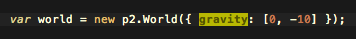 var world = new p2.World({ gravity: [0, -10] });